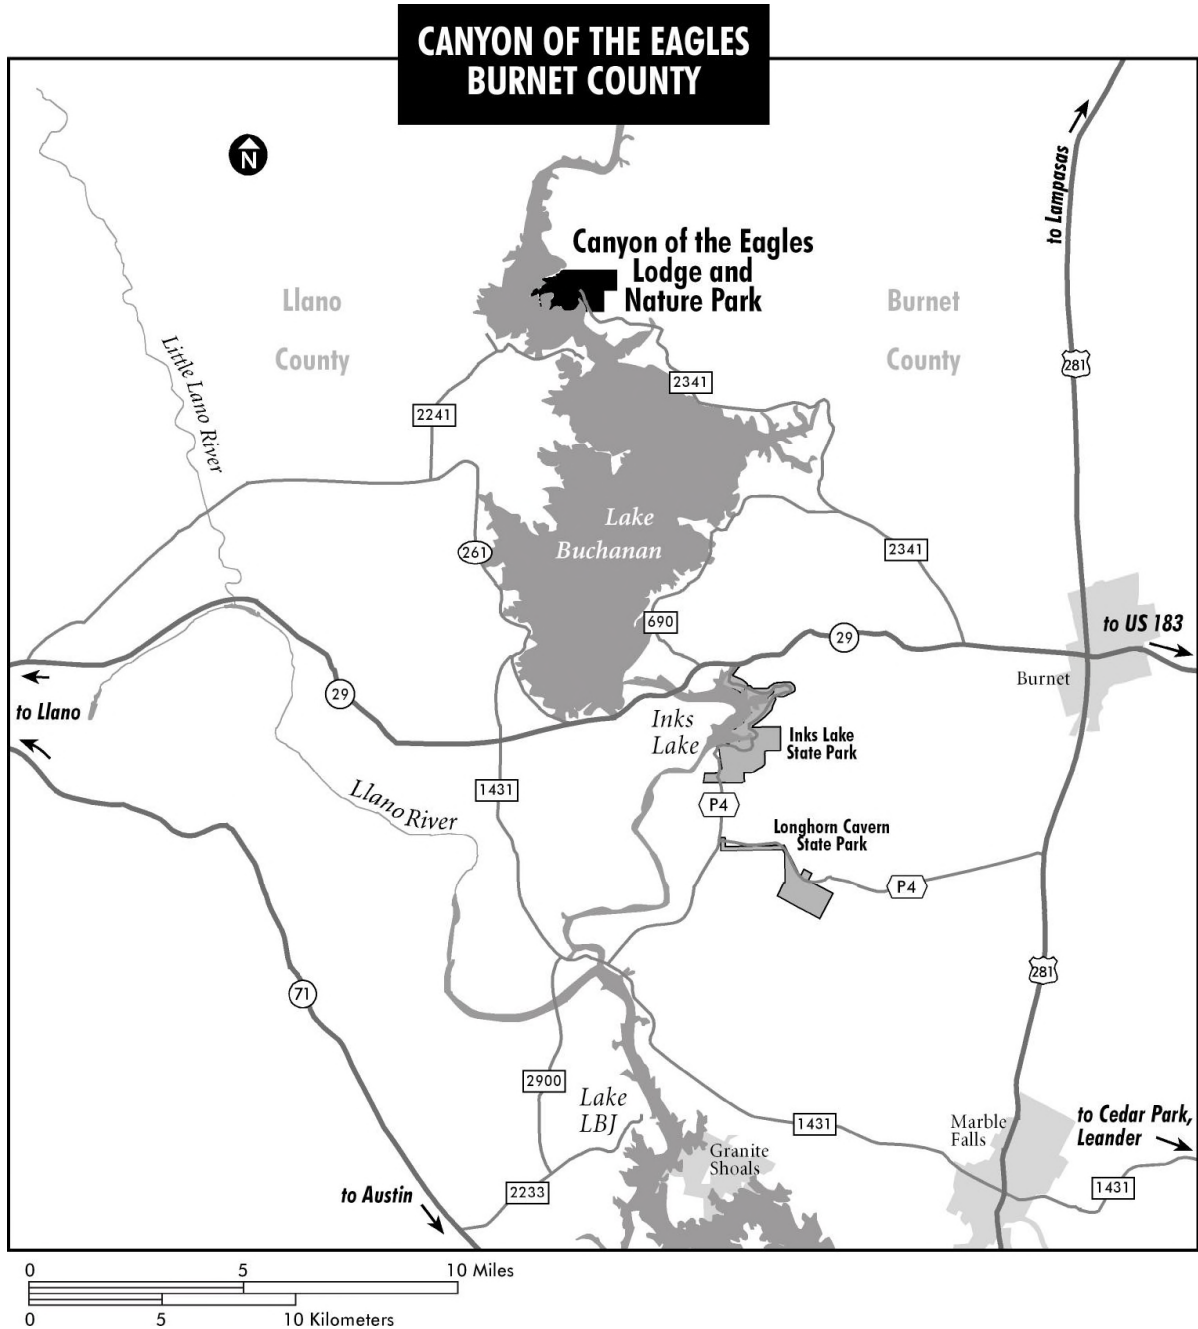 CANYON OF THE EAGLES
BURNET COUNTY
N
to Lampasas
Canyon of the Eagles
Lodge and
Nature Park
Llano
County
Burnet
County
Little Lano River
281
2341
2241
Lake
Buchanan
261
2341
690
29
to US 183
Burnet
29
to Llano
Inks
Lake
Inks Lake
State Park
1431
P4
Llano River
Longhorn Cavern
State Park
P4
281
71
2900
Lake
LBJ
1431
Marble
Falls
to Cedar Park,
Leander
Granite
Shoals
to Austin
2233
1431
0 5 10 Miles
0 5 10 Kilometers